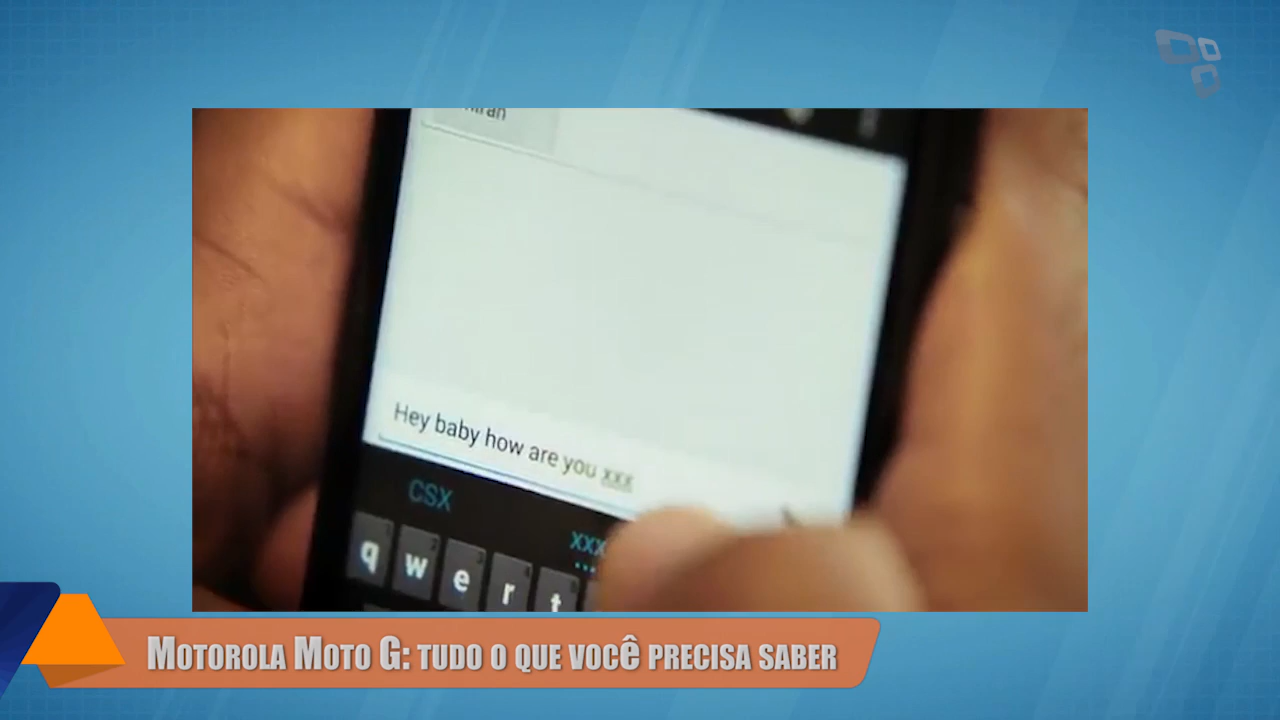 Hey baby how are you xxx
CSX
xxx
q w e r t
MOTOROLA MOTO G: TUDO O QUE VOCÊ PRECISA SABER